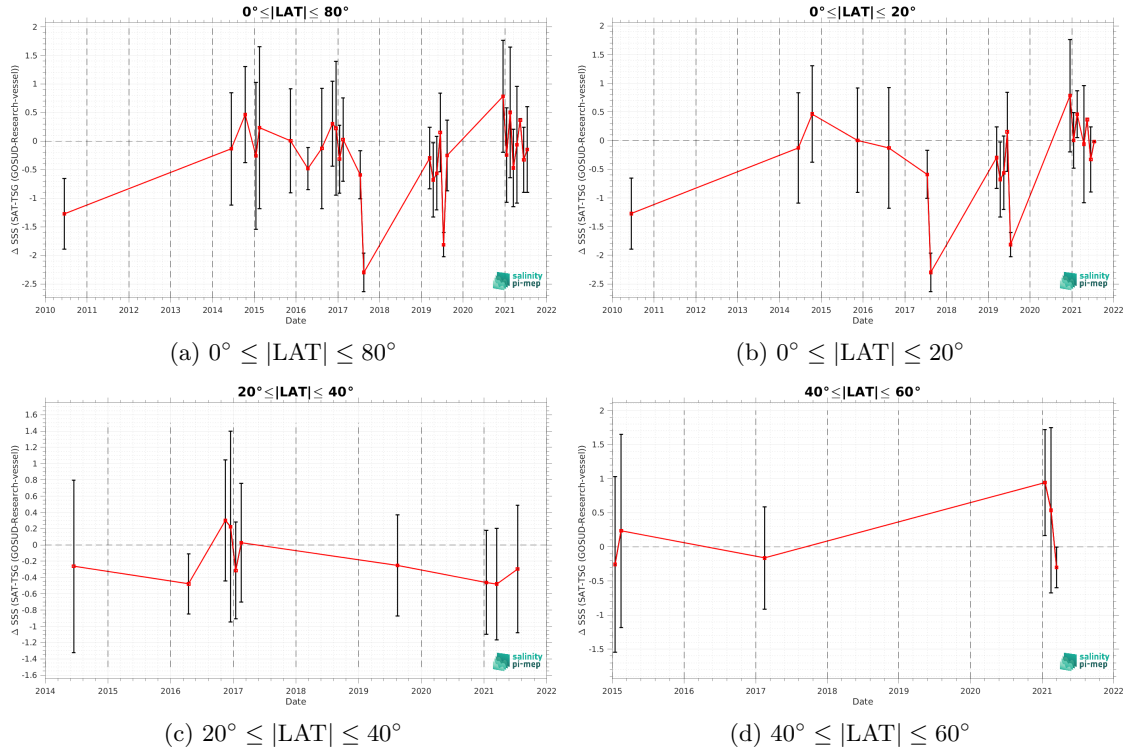 0°≤|LAT|≤ 80°
Δ SSS (SAT-TSG (GOSUD-Research-vessel))
2
1.5
1
0.5
0
-0.5
-1
-1.5
-2
-2.5
2010 2011 2012 2013 2014 2015 2016 2017 2018 2019 2020 2021 2022
Date
salinity
pi-mep
(a) 0° ≤ |LAT| ≤ 80°
0°≤|LAT|≤ 20°
Δ SSS (SAT-TSG (GOSUD-Research-vessel))
2
1.5
1
0.5
0
-0.5
-1
-1.5
-2
-2.5
2010 2011 2012 2013 2014 2015 2016 2017 2018 2019 2020 2021 2022
Date
salinity
pi-mep
(b) 0° ≤ |LAT| ≤ 20°
20°≤|LAT|≤ 40°
Δ SSS (SAT-TSG (GOSUD-Research-vessel))
1.6
1.4
1.2
1
0.8
0.6
0.4
0.2
0
-0.2
-0.4
-0.6
-0.8
-1
-1.2
-1.4
-1.6
2014 2015 2016 2017 2018 2019 2020 2021 2022
Date
salinity
pi-mep
(c) 20° ≤ |LAT| ≤ 40°
40°≤|LAT|≤ 60°
Δ SSS (SAT-TSG (GOSUD-Research-vessel))
2
1.5
1
0.5
0
-0.5
-1
-1.5
2015 2016 2017 2018 2019 2020 2021 2022
Date
salinity
pi-mep
(d) 40° ≤ |LAT| ≤ 60°